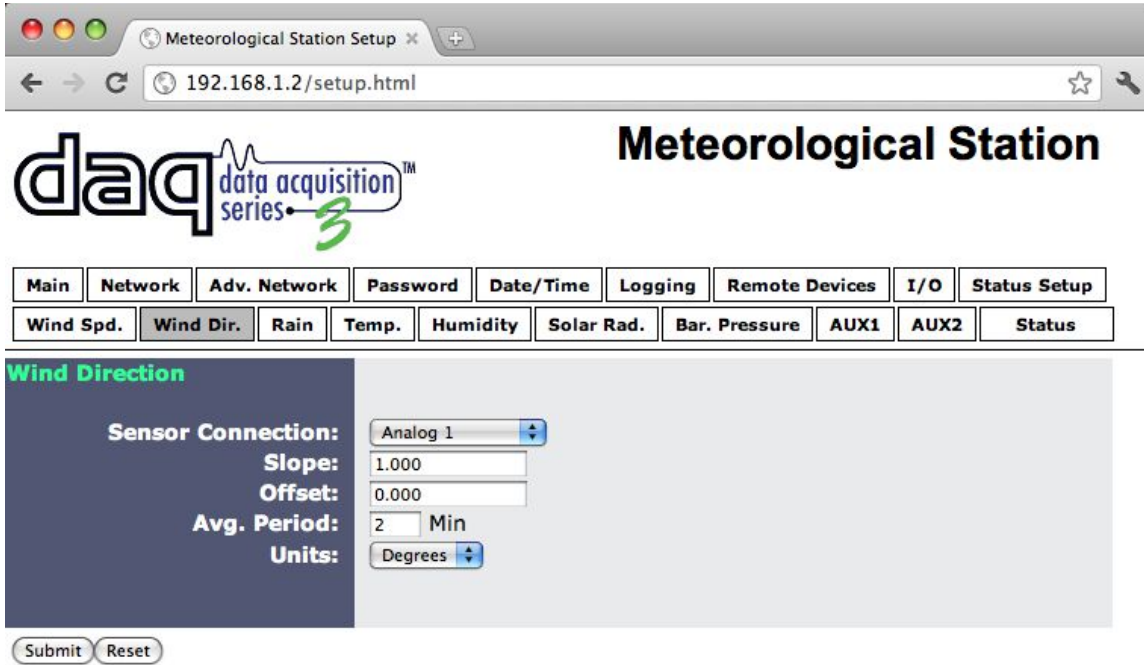 Meteorological Station Setup
192.168.1.2/setup.html
daq data acquisition series 3 TM
Meteorological Station
Main Network Adv. Network Password Date/Time Logging Remote Devices I/O Status Setup
Wind Spd. Wind Dir. Rain Temp. Humidity Solar Rad. Bar. Pressure AUX1 AUX2 Status
Wind Direction
Sensor Connection: Analog 1
Slope: 1.000
Offset: 0.000
Avg. Period: 2 Min
Units: Degrees
Submit Reset